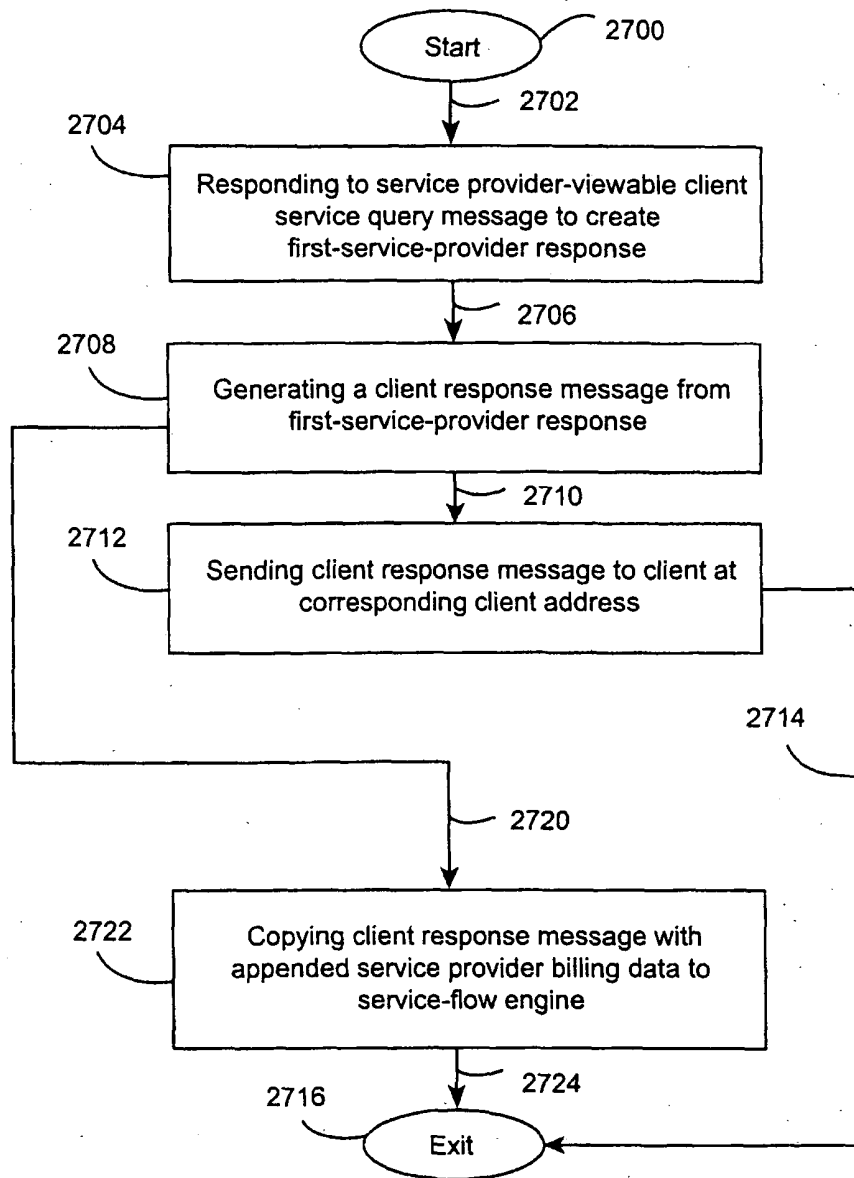 Start
2700
2702
2704
Responding to service provider-viewable client
service query message to create
first-service-provider response
2706
2708
Generating a client response message from
first-service-provider response
2710
2712
Sending client response message to client at
corresponding client address
2714
2720
2722
Copying client response message with
appended service provider billing data to
service-flow engine
2724
2716
Exit